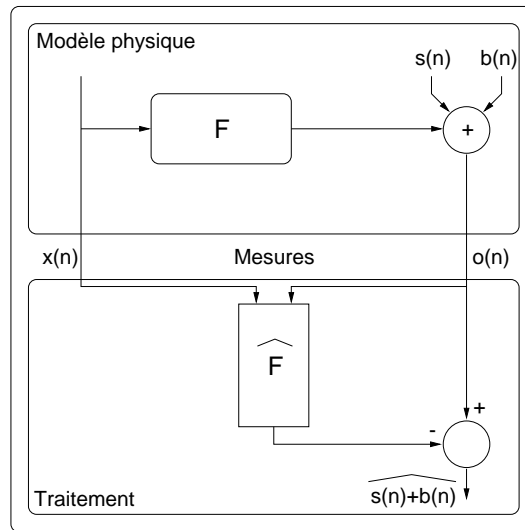 Modèle physique
s(n) b(n)
F
+
x(n) Mesures o(n)
F
+
-
s(n)+b(n)
Traitement